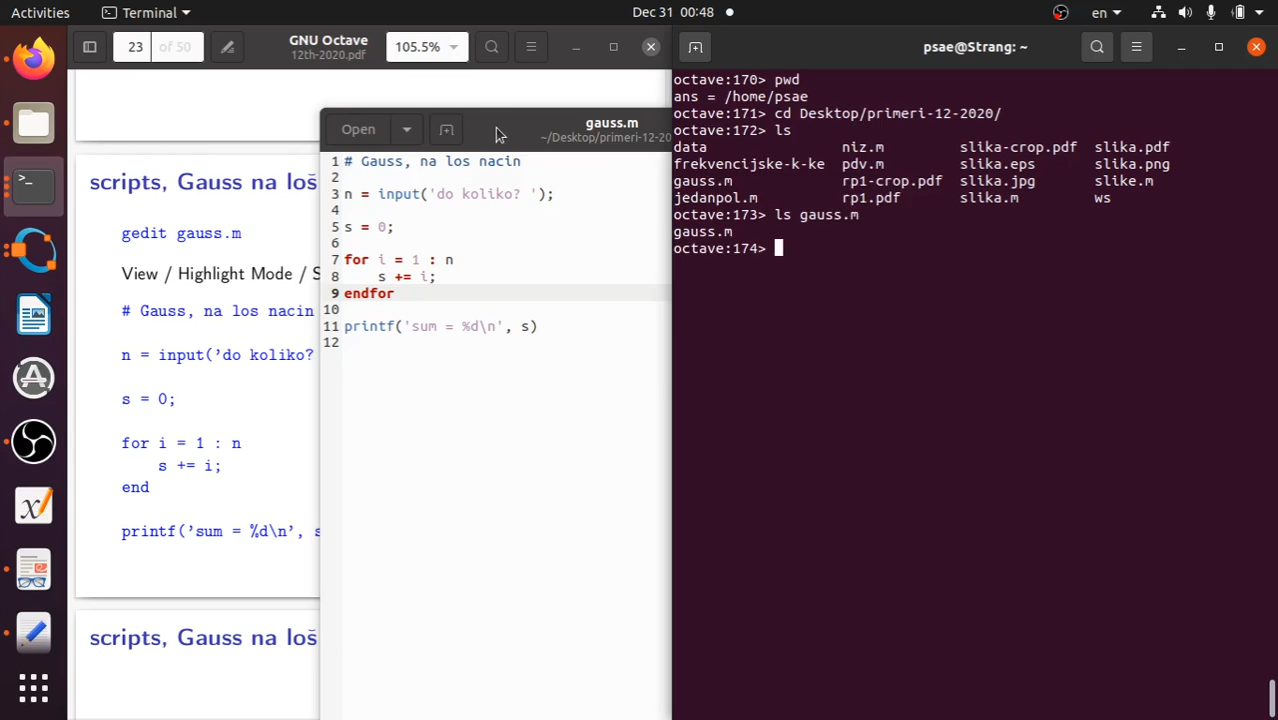 Activities
Terminal
Dec 31 00:48
en
23 of 50
GNU Octave
12th-2020.pdf
105.5%
scripts, Gauss na loš
gedit gauss.m
View / Highlight Mode / S
# Gauss, na los nacin
n = input('do koliko?
s = 0;
for i = 1 : n
s += i;
end
printf('sum = %d\n', s
scripts, Gauss na loš
Open
gauss.m
~/Desktop/primeri-12-20
1 # Gauss, na los nacin
2
3 n = input('do koliko? ');
4
5 s = 0;
6
7 for i = 1 : n
8 s += i;
9 endfor
10
11 printf('sum = %d\n', s)
12
psae@Strang: ~
octave:170> pwd
ans = /home/psae
octave:171> cd Desktop/primeri-12-2020/
octave:172> ls
data niz.m slika-crop.pdf slika.pdf
frekvencijske-k-ke pdv.m slika.eps slika.png
gauss.m rp1-crop.pdf slika.jpg slike.m
jedanpol.m rp1.pdf slika.m ws
octave:173> ls gauss.m
gauss.m
octave:174>